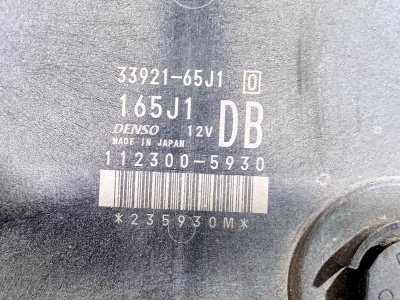 33921-65J1 0
165J1 DB
DENSO 12V
MADE IN JAPAN
112300-5930
*235930M*